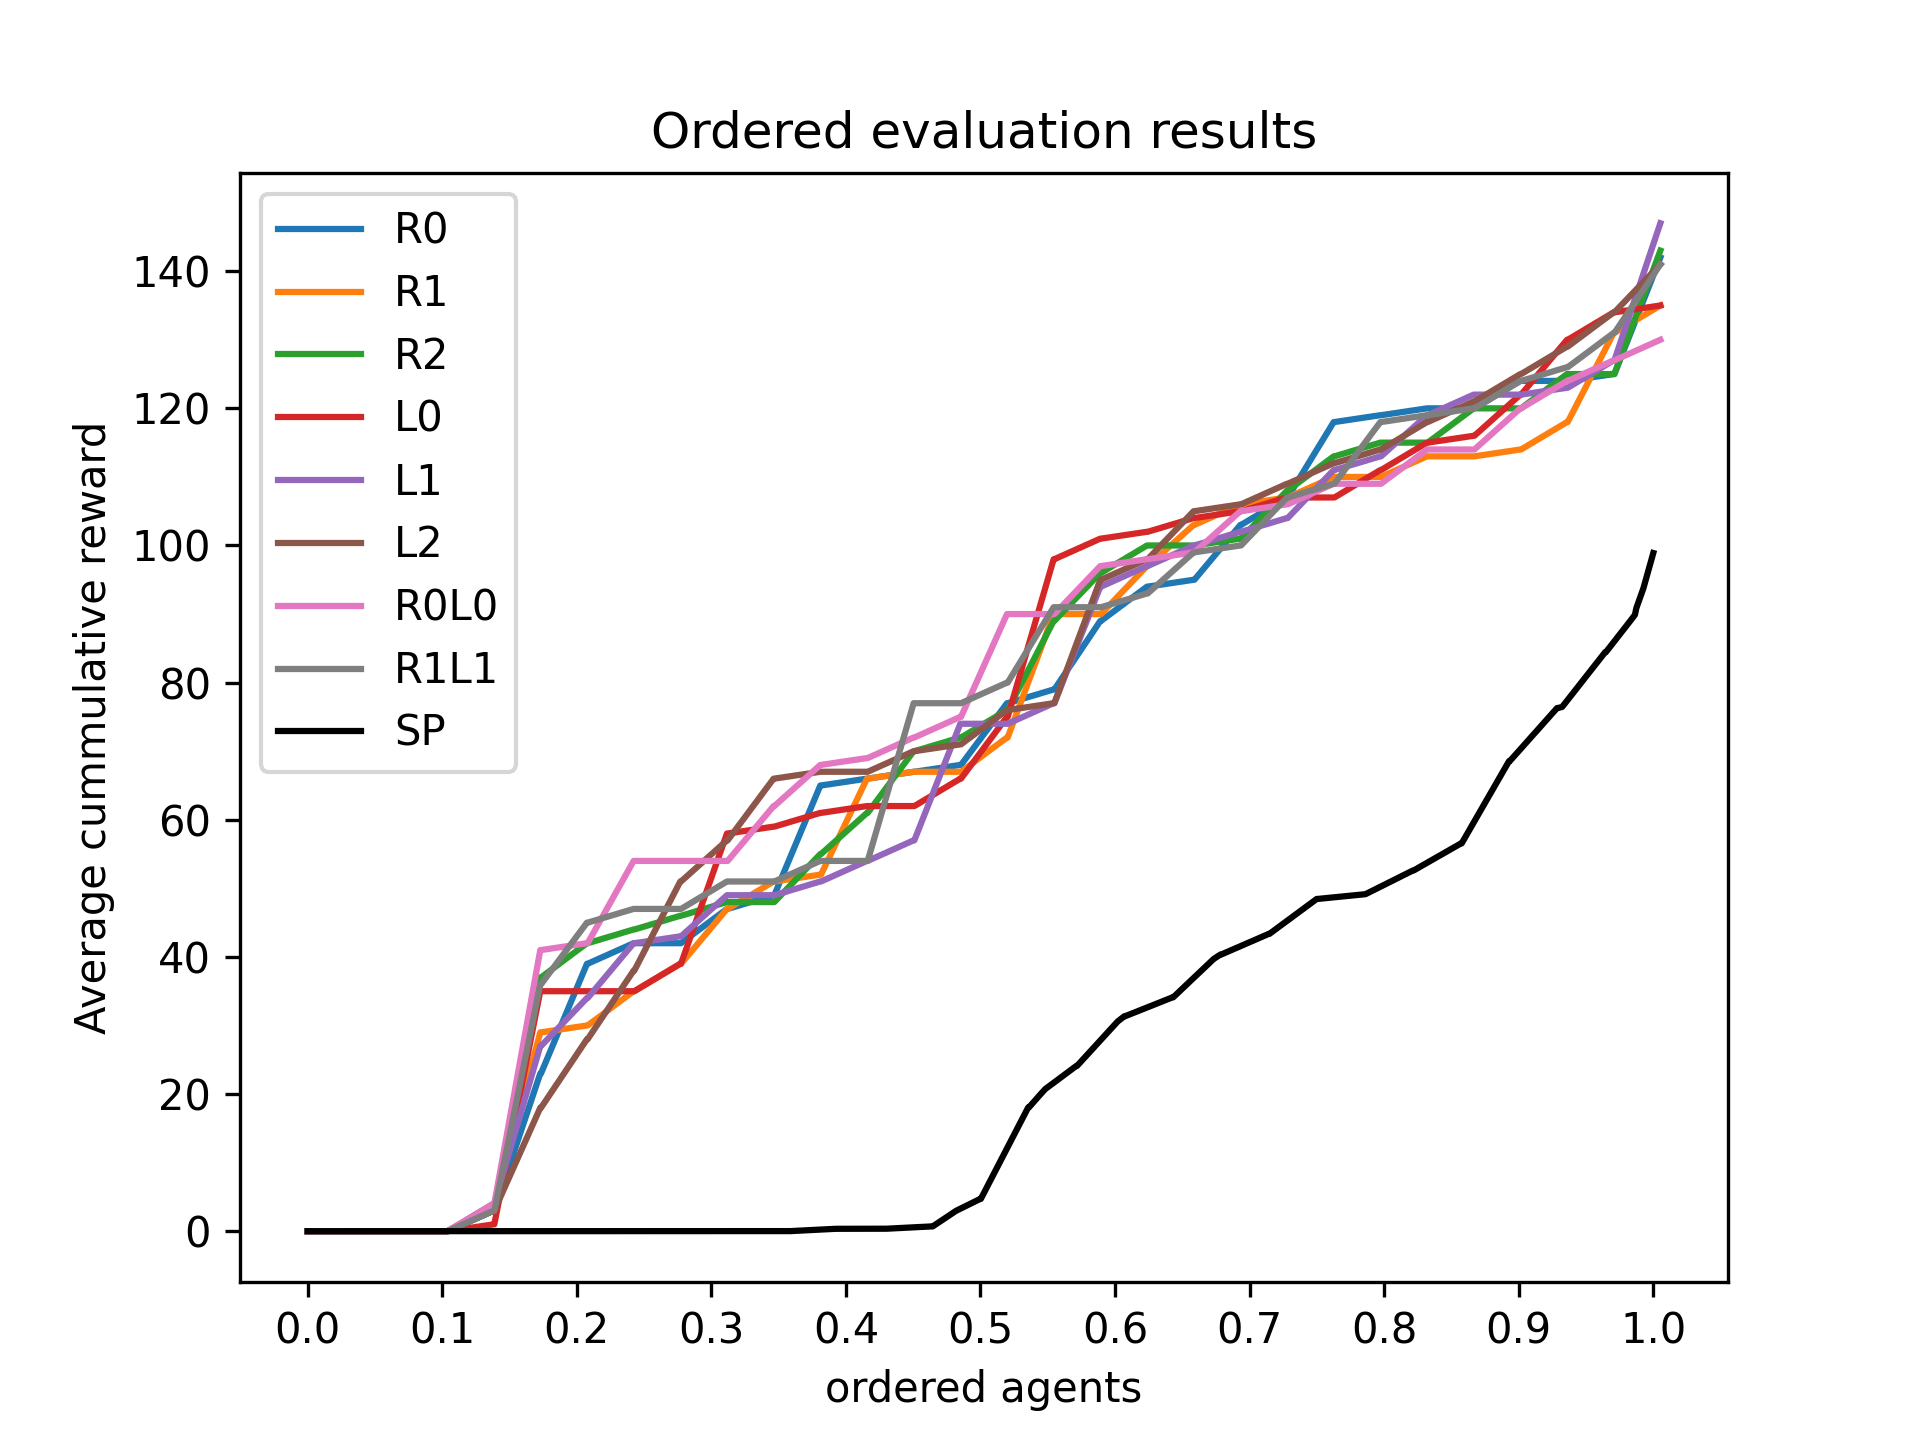 Ordered evaluation results
R0
R1
R2
L0
L1
L2
R0L0
R1L1
SP
Average cummulative reward
140
120
100
80
60
40
20
0
0.0 0.1 0.2 0.3 0.4 0.5 0.6 0.7 0.8 0.9 1.0
ordered agents